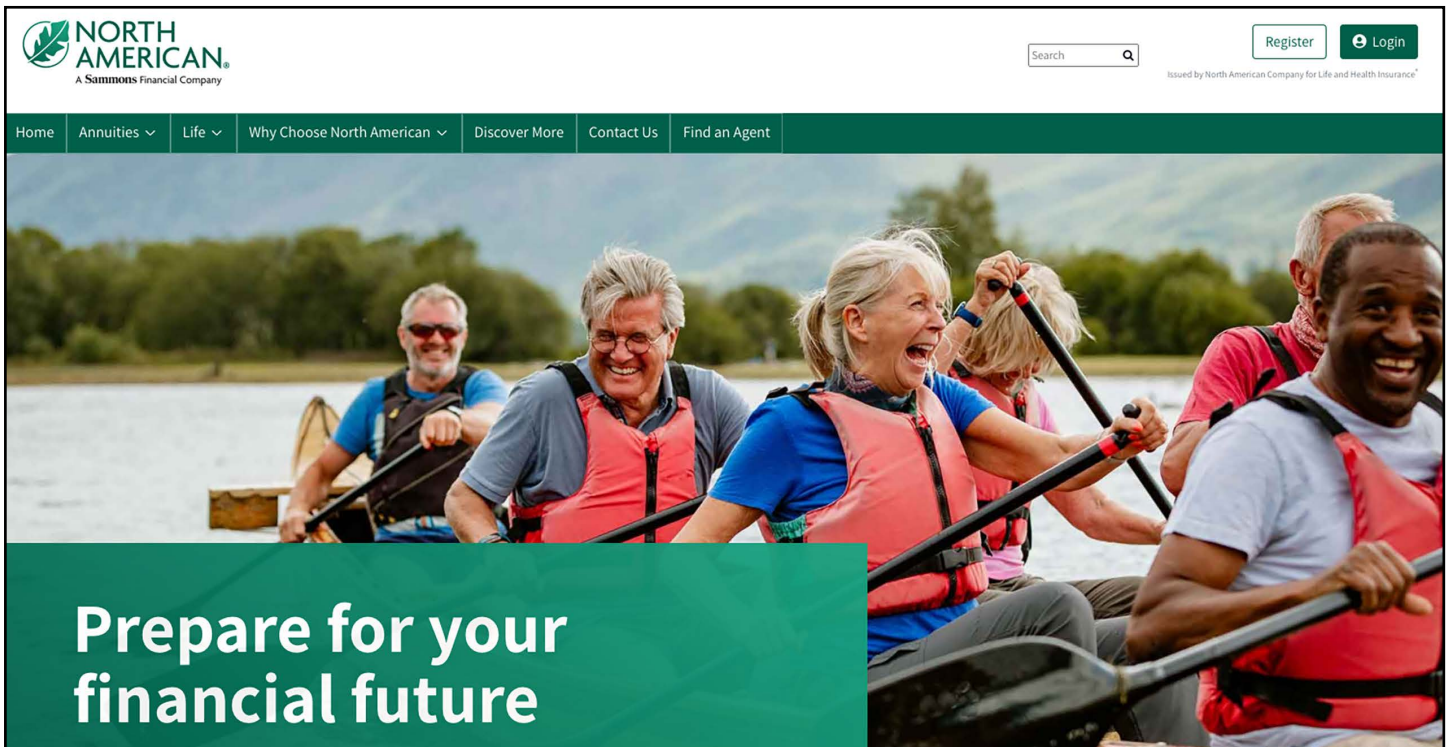 NORTH
AMERICAN®
A Sammons Financial Company
Search
Register
Login
Issued by North American Company for Life and Health Insurance®
Home
Annuities
Life
Why Choose North American
Discover More
Contact Us
Find an Agent
Prepare for your
financial future